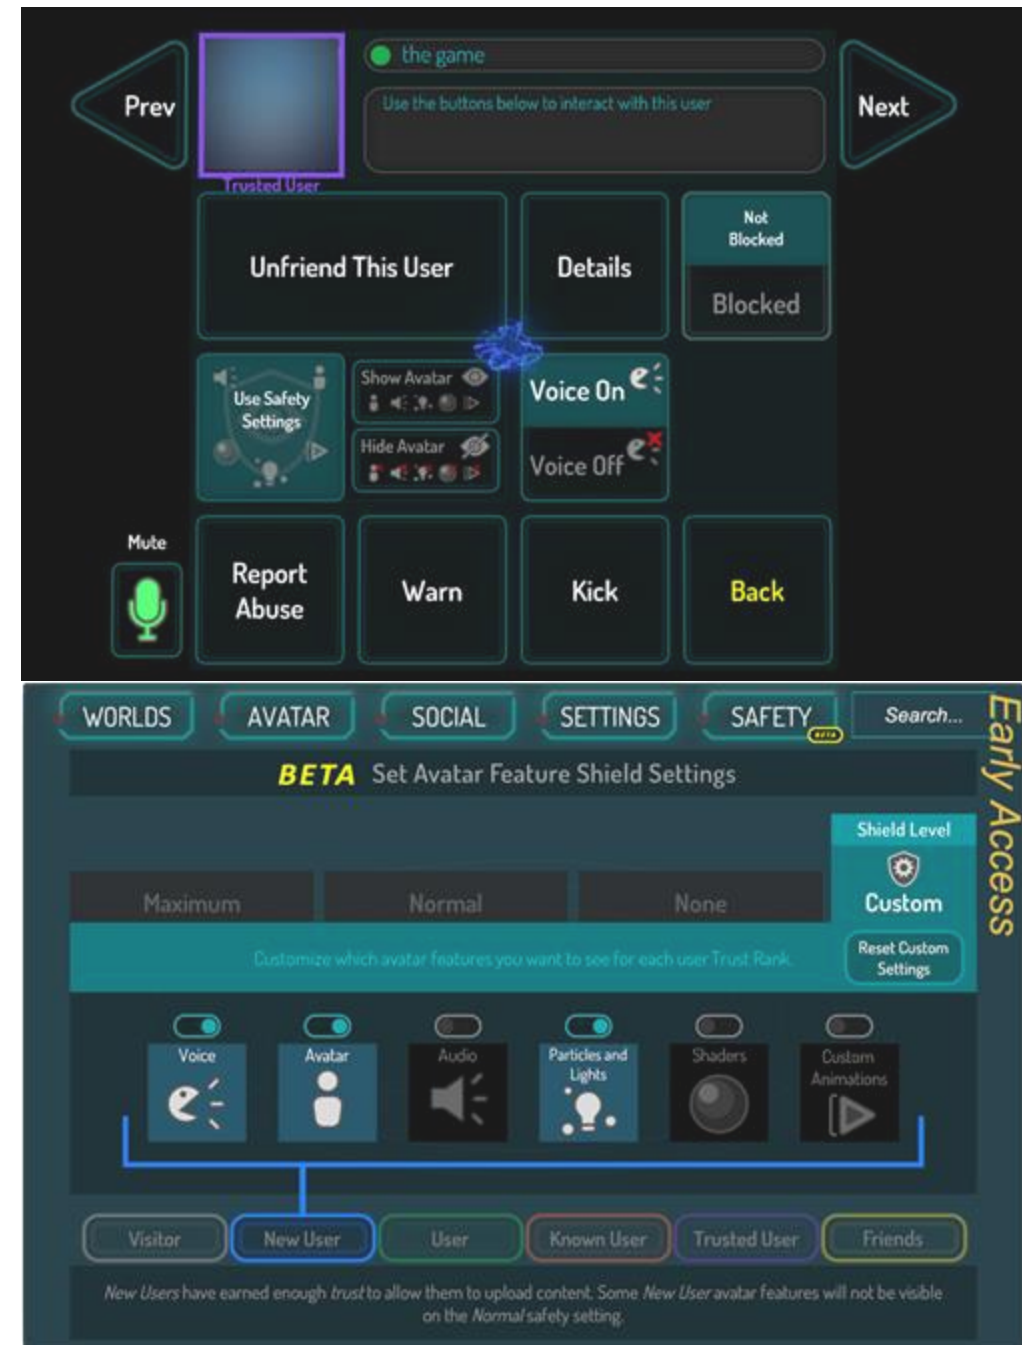 Prev
the game
Use the buttons below to interact with this user
Next
Trusted User
Unfriend This User
Details
Not
Blocked
Blocked
Use Safety
Settings
Show Avatar
Hide Avatar
Voice On
Voice Off
Mute
Report
Abuse
Warn
Kick
Back
WORLDS
AVATAR
SOCIAL
SETTINGS
SAFETY
BETA
Search...
Early Access
BETA Set Avatar Feature Shield Settings
Shield Level
Maximum
Normal
None
Custom
Customize which avatar features you want to see for each user Trust Rank.
Reset Custom
Settings
Voice
Avatar
Audio
Particles and
Lights
Shaders
Custom
Animations
Visitor
New User
User
Known User
Trusted User
Friends
New Users have earned enough trust to allow them to upload content. Some New User avatar features will not be visible
on the Normal safety setting.